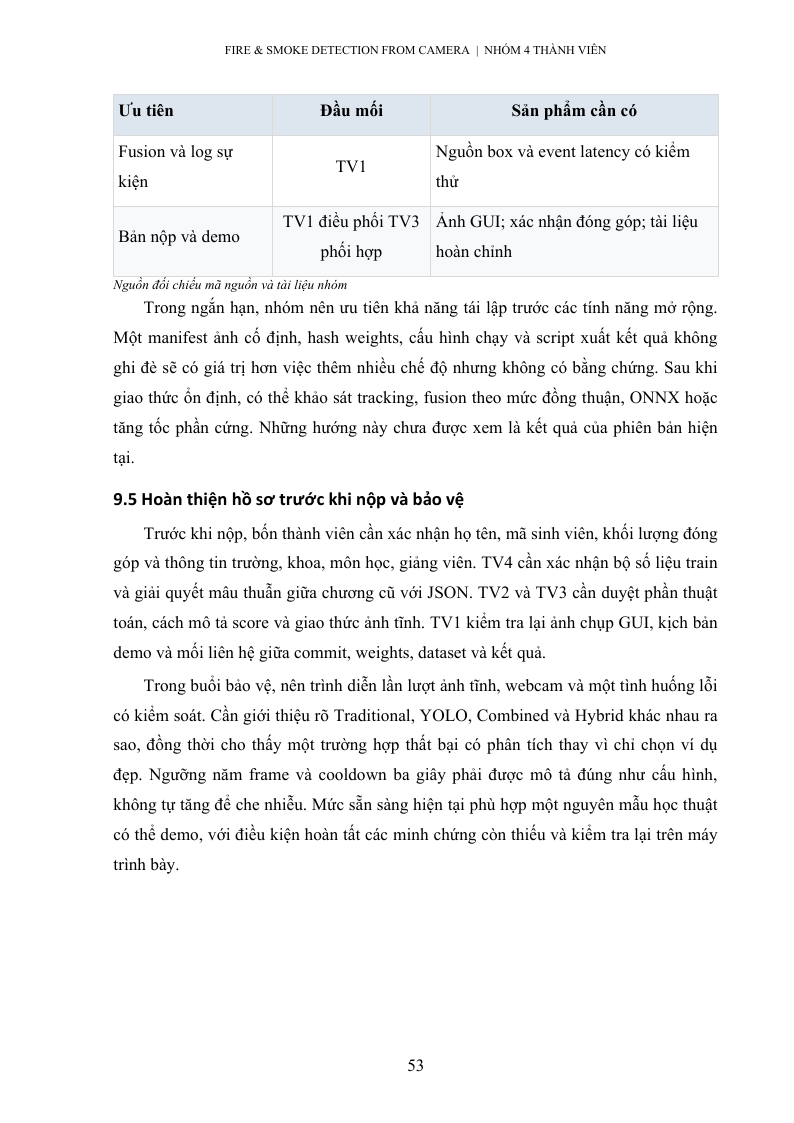 FIRE & SMOKE DETECTION FROM CAMERA | NHÓM 4 THÀNH VIÊN
Ưu tiên Đầu mối Sản phẩm cần có
Fusion và log sự
kiện
TV1
Nguồn box và event latency có kiểm
thử
Bản nộp và demo
TV1 điều phối TV3
phối hợp
Ảnh GUI; xác nhận đóng góp; tài liệu
hoàn chỉnh
Nguồn đối chiếu mã nguồn và tài liệu nhóm
Trong ngắn hạn, nhóm nên ưu tiên khả năng tái lập trước các tính năng mở rộng.
Một manifest ảnh cố định, hash weights, cấu hình chạy và script xuất kết quả không
ghi đè sẽ có giá trị hơn việc thêm nhiều chế độ nhưng không có bằng chứng. Sau khi
giao thức ổn định, có thể khảo sát tracking, fusion theo mức đồng thuận, ONNX hoặc
tăng tốc phần cứng. Những hướng này chưa được xem là kết quả của phiên bản hiện
tại.
9.5 Hoàn thiện hồ sơ trước khi nộp và bảo vệ
Trước khi nộp, bốn thành viên cần xác nhận họ tên, mã sinh viên, khối lượng đóng
góp và thông tin trường, khoa, môn học, giảng viên. TV4 cần xác nhận bộ số liệu train
và giải quyết mâu thuẫn giữa chương cũ với JSON. TV2 và TV3 cần duyệt phần thuật
toán, cách mô tả score và giao thức ảnh tĩnh. TV1 kiểm tra lại ảnh chụp GUI, kịch bản
demo và mối liên hệ giữa commit, weights, dataset và kết quả.
Trong buổi bảo vệ, nên trình diễn lần lượt ảnh tĩnh, webcam và một tình huống lỗi
có kiểm soát. Cần giới thiệu rõ Traditional, YOLO, Combined và Hybrid khác nhau ra
sao, đồng thời cho thấy một trường hợp thất bại có phân tích thay vì chỉ chọn ví dụ
đẹp. Ngưỡng năm frame và cooldown ba giây phải được mô tả đúng như cấu hình,
không tự tăng để che nhiễu. Mức sẵn sàng hiện tại phù hợp một nguyên mẫu học thuật
có thể demo, với điều kiện hoàn tất các minh chứng còn thiếu và kiểm tra lại trên máy
trình bày.
53